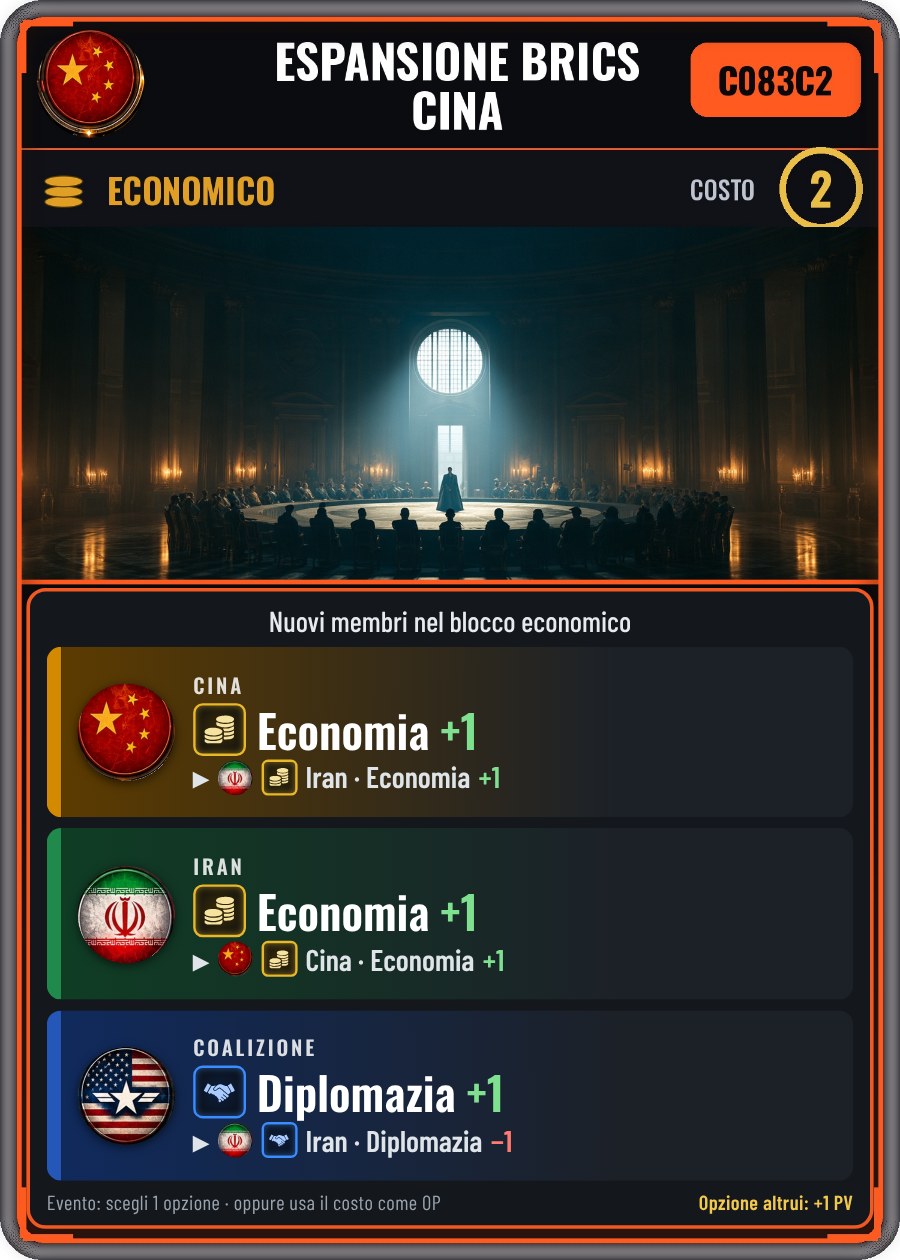 ESPANSIONE BRICS
CINA
C083C2
ECONOMICO
COSTO 2
Nuovi membri nel blocco economico
CINA
Economia +1
▶ Iran · Economia +1
IRAN
Economia +1
▶ Cina · Economia +1
COALIZIONE
Diplomazia +1
▶ Iran · Diplomazia −1
Evento: scegli 1 opzione · oppure usa il costo come OP
Opzione altrui: +1 PV